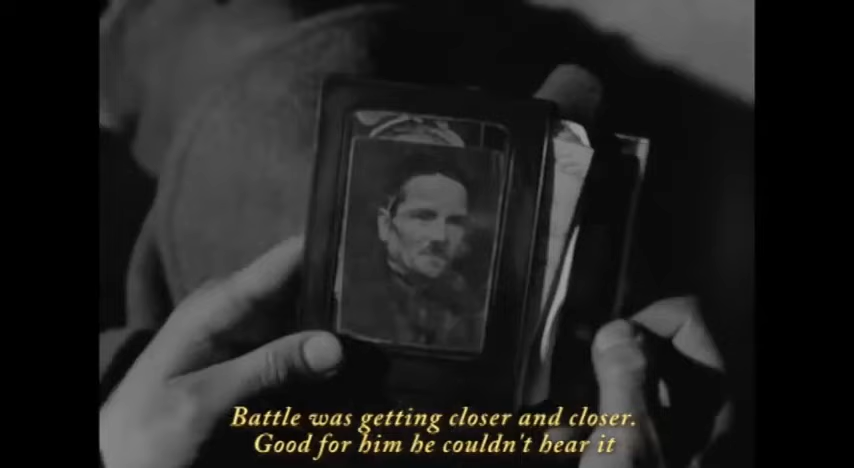 Battle was getting closer and closer.
Good for him he couldn't hear it